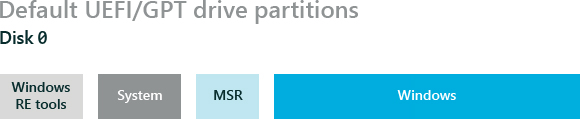 Default UEFI/GPT drive partitions
Disk 0
Windows
RE tools
System
MSR
Windows